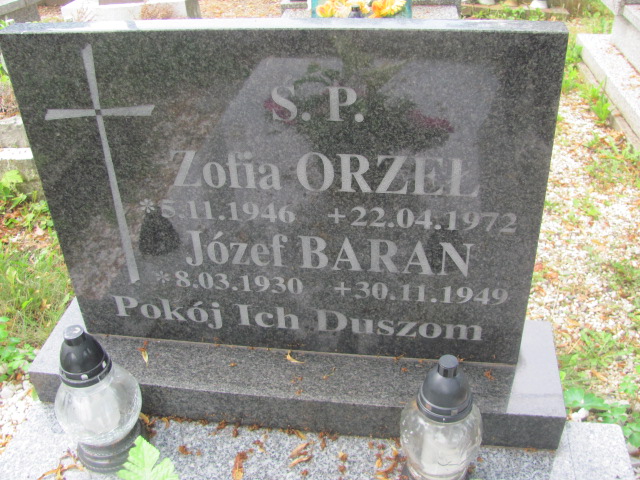 S. P.
Zofia ORZEŁ
*5.11.1946 +22.04.1972
Józef BARAN
*8.03.1930 +30.11.1949
Pokój Ich Duszom